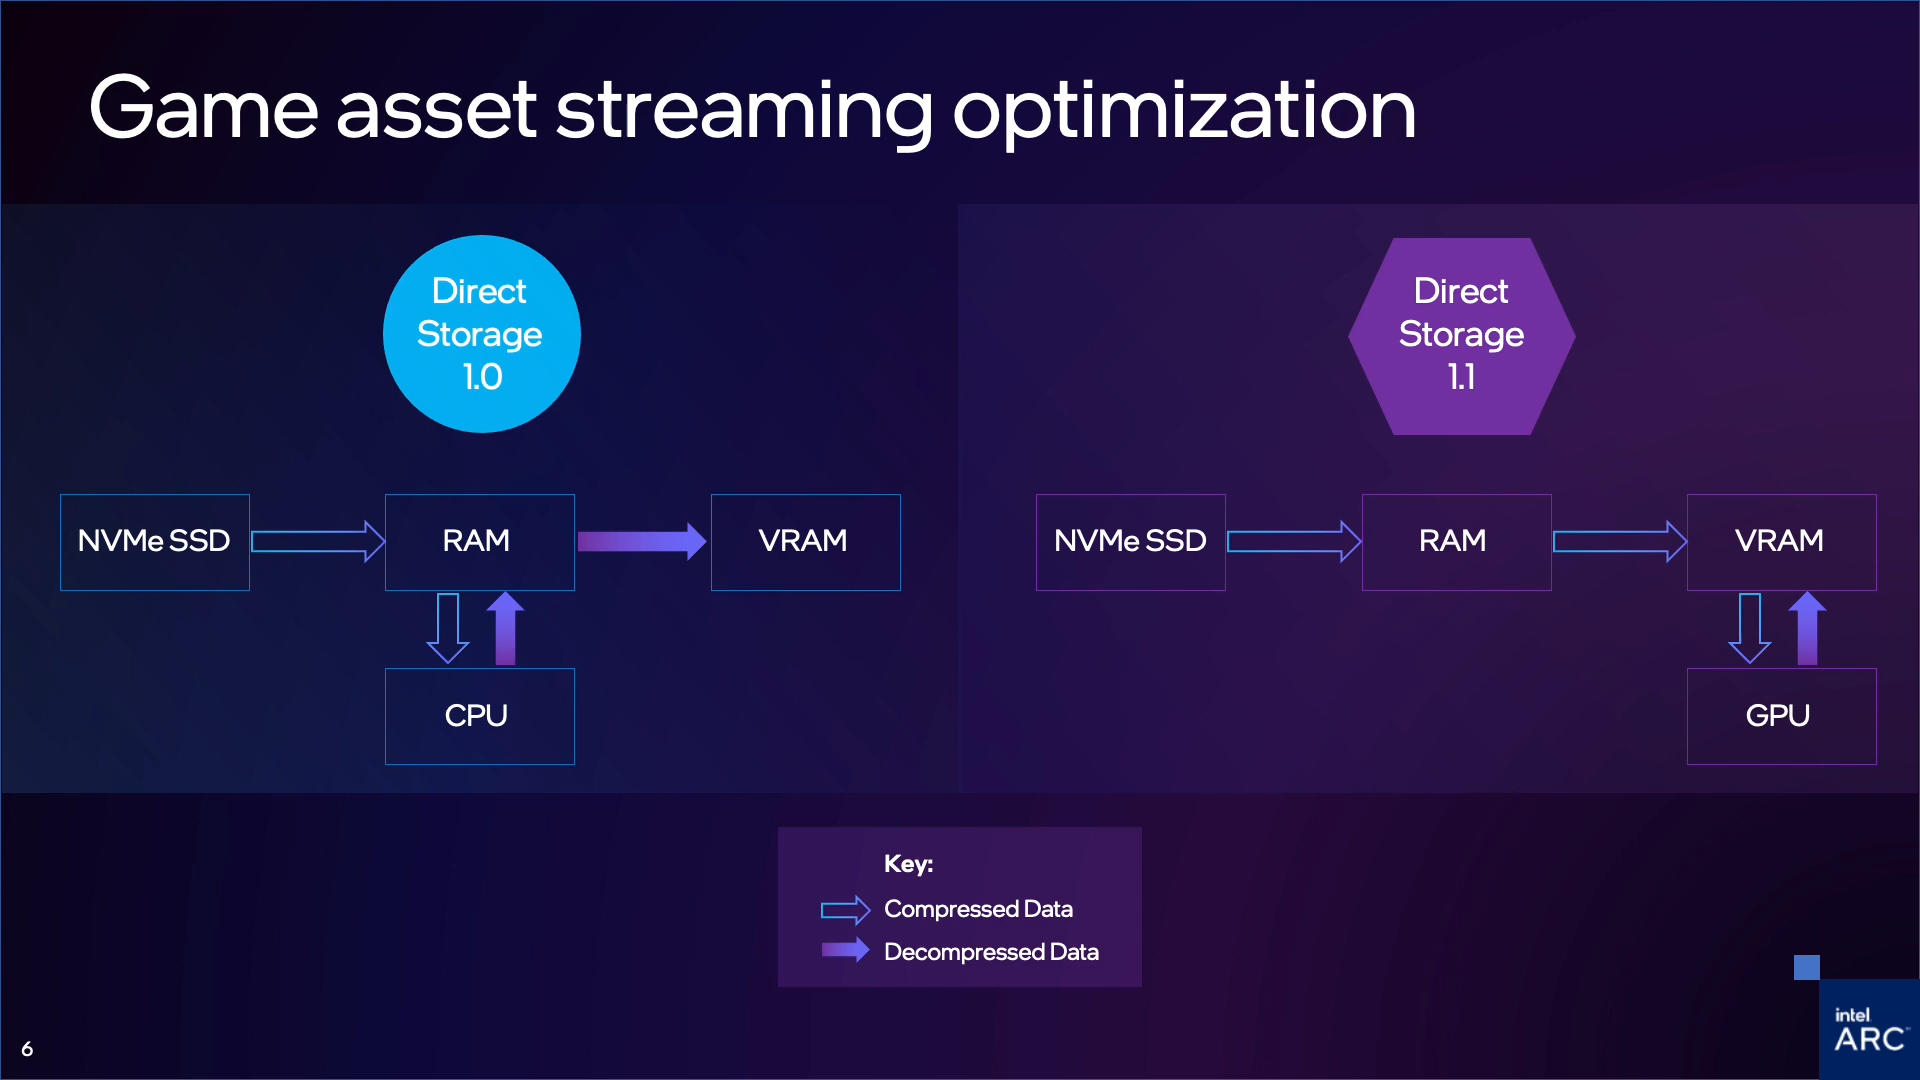 Game asset streaming optimization
Direct
Storage
1.0
NVMe SSD
RAM
VRAM
CPU
Direct
Storage
1.1
NVMe SSD
RAM
VRAM
GPU
Key:
Compressed Data
Decompressed Data
6
intel
ARC™